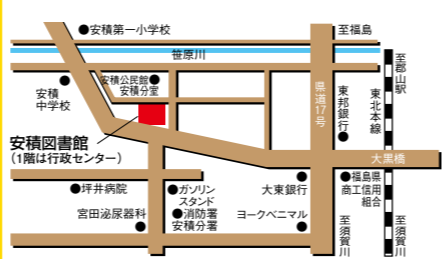 安積第一小学校
至福島
笹原川
安積
中学校
安積公民館
安積分室
県道17号
東邦銀行
東北本線
至郡山駅
安積図書館
(1階は行政センター)
大黒橋
坪井病院
ガソリン
スタンド
消防署
安積分署
宮田泌尿器科
大東銀行
ヨークベニマル
福島県
商工信用
組合
至須賀川
至須賀川